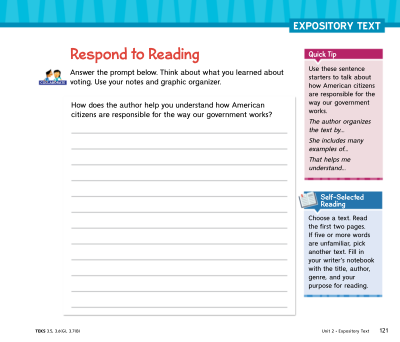 EXPOSITORY TEXT
Respond to Reading
COLLABORATE
Answer the prompt below. Think about what you learned about
voting. Use your notes and graphic organizer.
How does the author help you understand how American
citizens are responsible for the way our government works?
Quick Tip
Use these sentence
starters to talk about
how American citizens
are responsible for the
way our government
works.
The author organizes
the text by...
She includes many
examples of...
That helps me
understand...
Self-Selected
Reading
Choose a text. Read
the first two pages.
If five or more words
are unfamiliar, pick
another text. Fill in
your writer's notebook
with the title, author,
genre, and your
purpose for reading.
TEKS 3.5, 3.6(G), 3.7(B)
Unit 2 • Expository Text 121